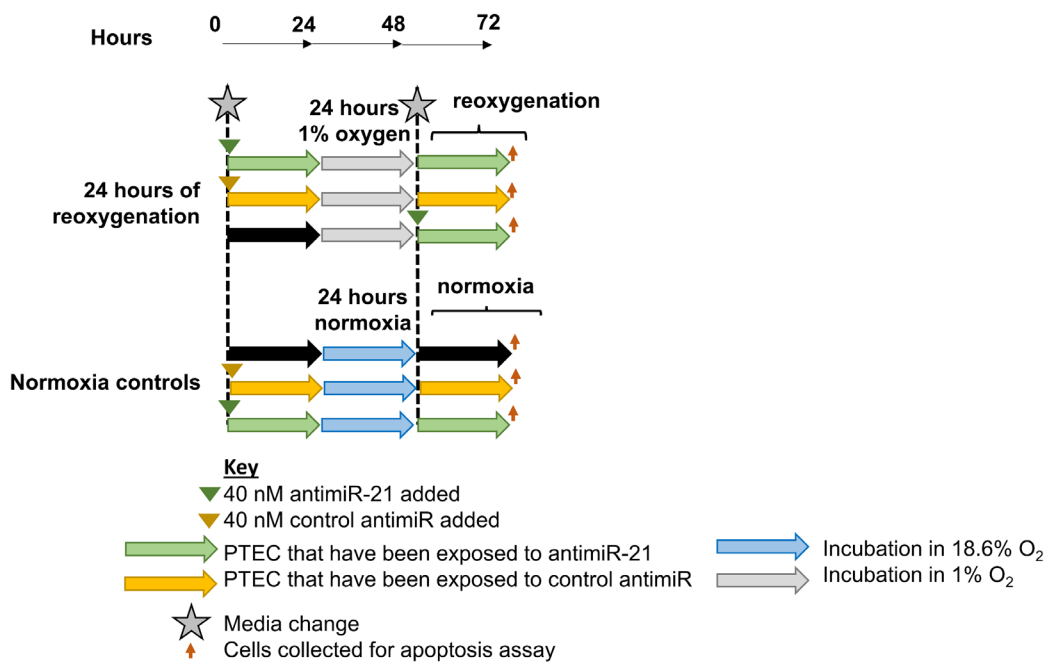 Hours
0
24
48
72
24 hours
1% oxygen
reoxygenation
24 hours of
reoxygenation
24 hours
normoxia
normoxia
Normoxia controls
Key
40 nM antimiR-21 added
40 nM control antimiR added
PTEC that have been exposed to antimiR-21
PTEC that have been exposed to control antimiR
Incubation in 18.6% O₂
Incubation in 1% O₂
Media change
Cells collected for apoptosis assay